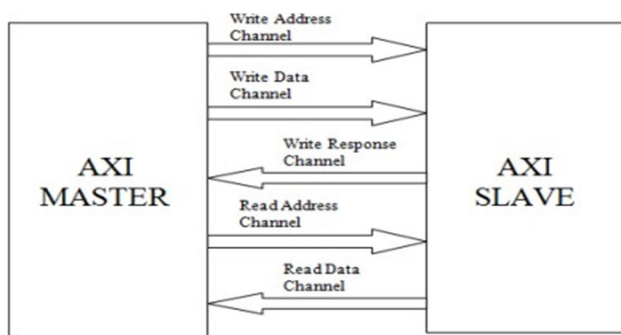 Write Address
Channel
Write Data
Channel
Write Response
Channel
AXI
MASTER
AXI
SLAVE
Read Address
Channel
Read Data
Channel